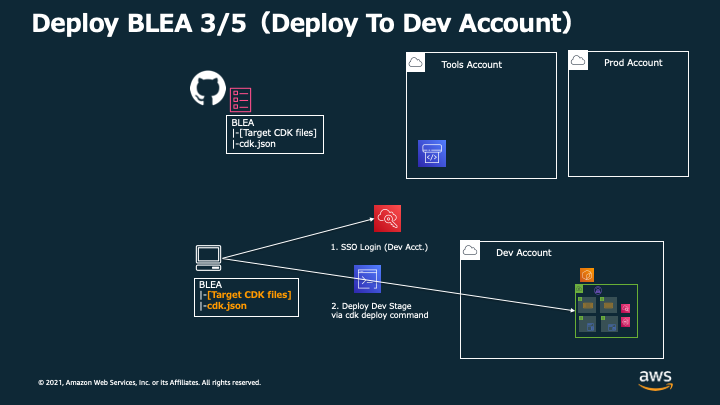 Deploy BLEA 3/5（Deploy To Dev Account）
Tools Account
Prod Account
BLEA
|-[Target CDK files]
|-cdk.json
1. SSO Login (Dev Acct.)
Dev Account
BLEA
|-[Target CDK files]
|-cdk.json
2. Deploy Dev Stage
via cdk deploy command
© 2021, Amazon Web Services, Inc. or its Affiliates. All rights reserved.
aws